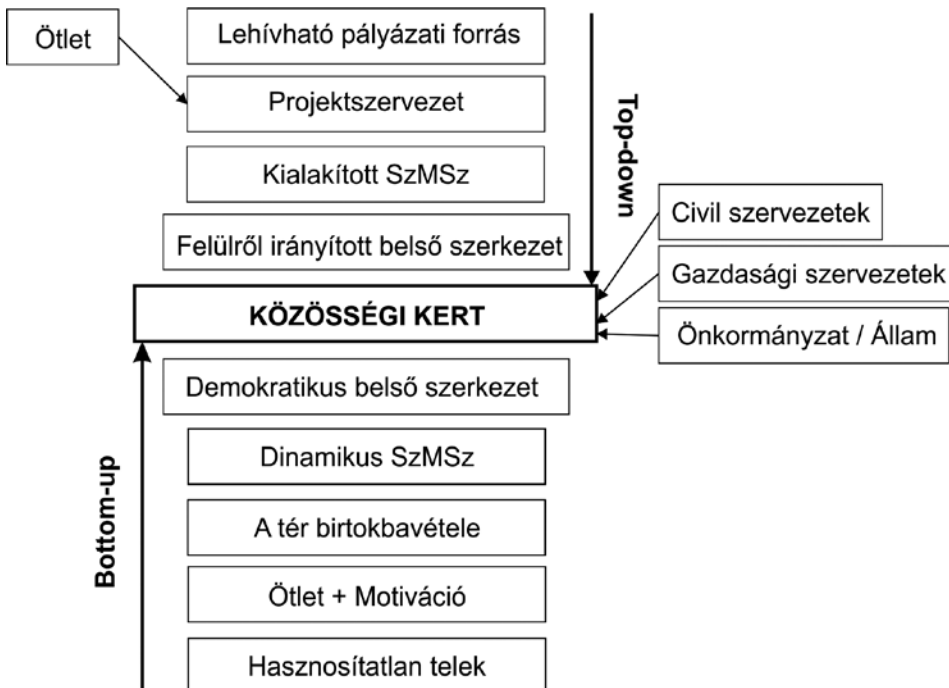 Ötlet
Lehívható pályázati forrás
Projektszervezet
Kialakított SzMSz
Felülről irányított belső szerkezet
Top-down
Civil szervezetek
Gazdasági szervezetek
Önkormányzat / Állam
KÖZÖSSÉGI KERT
Demokratikus belső szerkezet
Dinamikus SzMSz
A tér birtokbavétele
Ötlet + Motiváció
Hasznosítatlan telek
Bottom-up